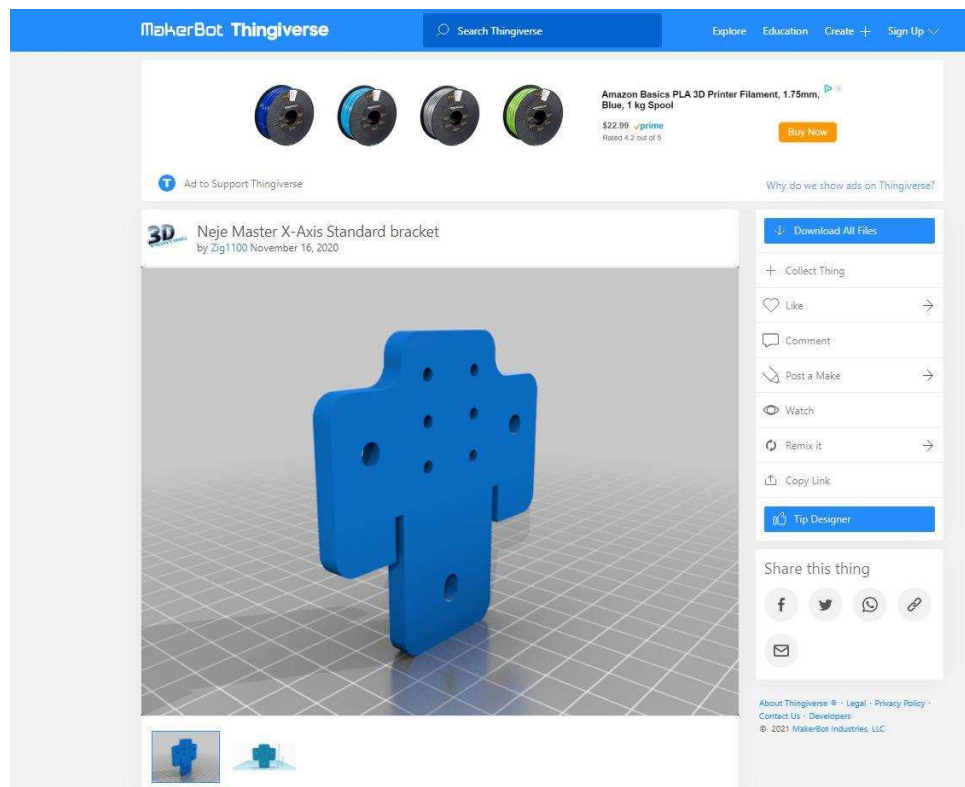 MakerBot Thingiverse
Search Thingiverse
Explore Education Create + Sign Up
Amazon Basics PLA 3D Printer Filament, 1.75mm,
Blue, 1 kg Spool
$22.99 prime
Rated 4.2 out of 5
Buy Now
T Ad to Support Thingiverse
Why do we show ads on Thingiverse?
3D
Neje Master X-Axis Standard bracket
by Zig1100 November 16, 2020
Download All Files
Collect Thing
Like
Comment
Post a Make
Watch
Remix it
Copy Link
Tip Designer
Share this thing
About Thingiverse ® · Legal · Privacy Policy ·
Contact Us · Developers
© 2021 MakerBot Industries, LLC